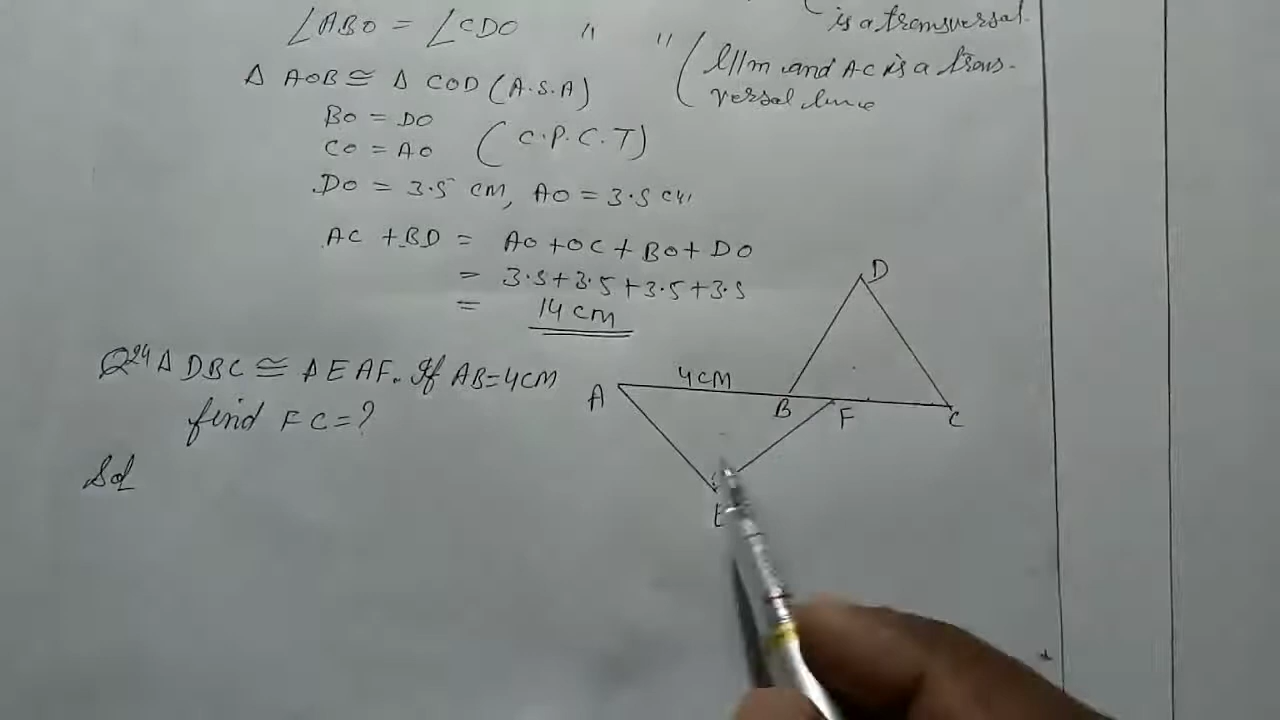 is a transversal.
∠ABO = ∠CDO " " (l//m and AC is a trans-
versal line
Δ AOB ≅ Δ COD (A.S.A)
BO = DO
CO = AO (C.P.C.T)
DO = 3.5 cm, AO = 3.5 cm
AC + BD = AO + OC + BO + DO
= 3.5 + 3.5 + 3.5 + 3.5
= 14 cm
Q24 Δ DBC ≅ Δ EAF. If AB = 4CM
find FC = ?
Sol
D
4CM
A
B
F
C
E